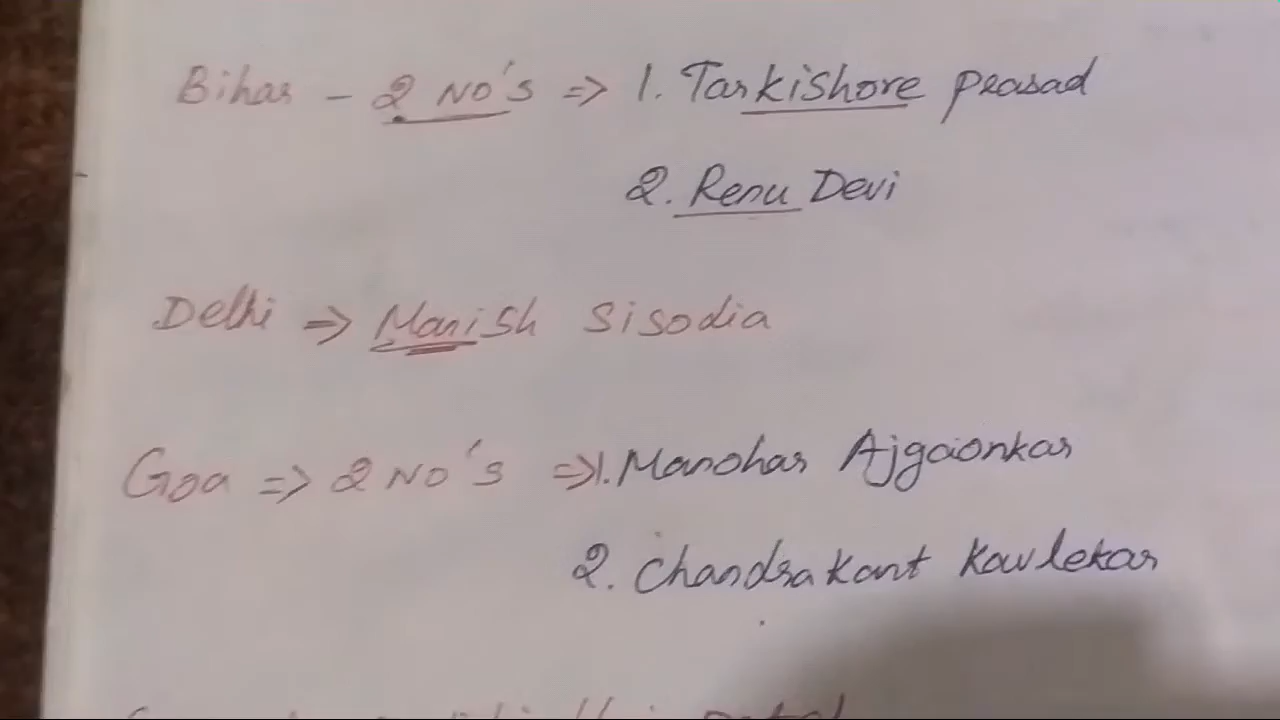 Bihar - 2 NO's => 1. Tarkishore Prasad
2. Renu Devi
Delhi => Manish Sisodia
Goa => 2 NO's => 1. Manohar Ajgaonkar
2. Chandrakant Kavlekar